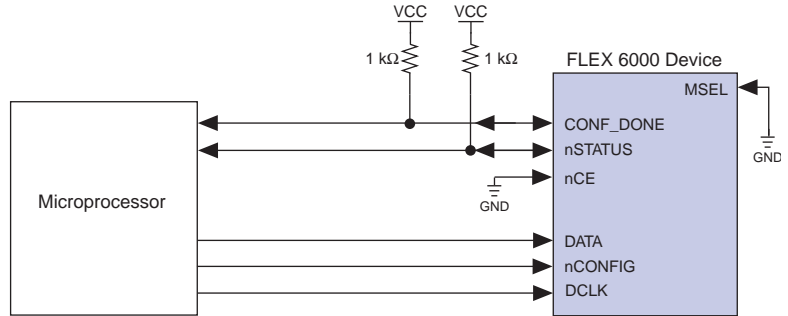 VCC VCC
1 kΩ 1 kΩ
FLEX 6000 Device
MSEL
GND
CONF_DONE
nSTATUS
nCE
GND
Microprocessor
DATA
nCONFIG
DCLK